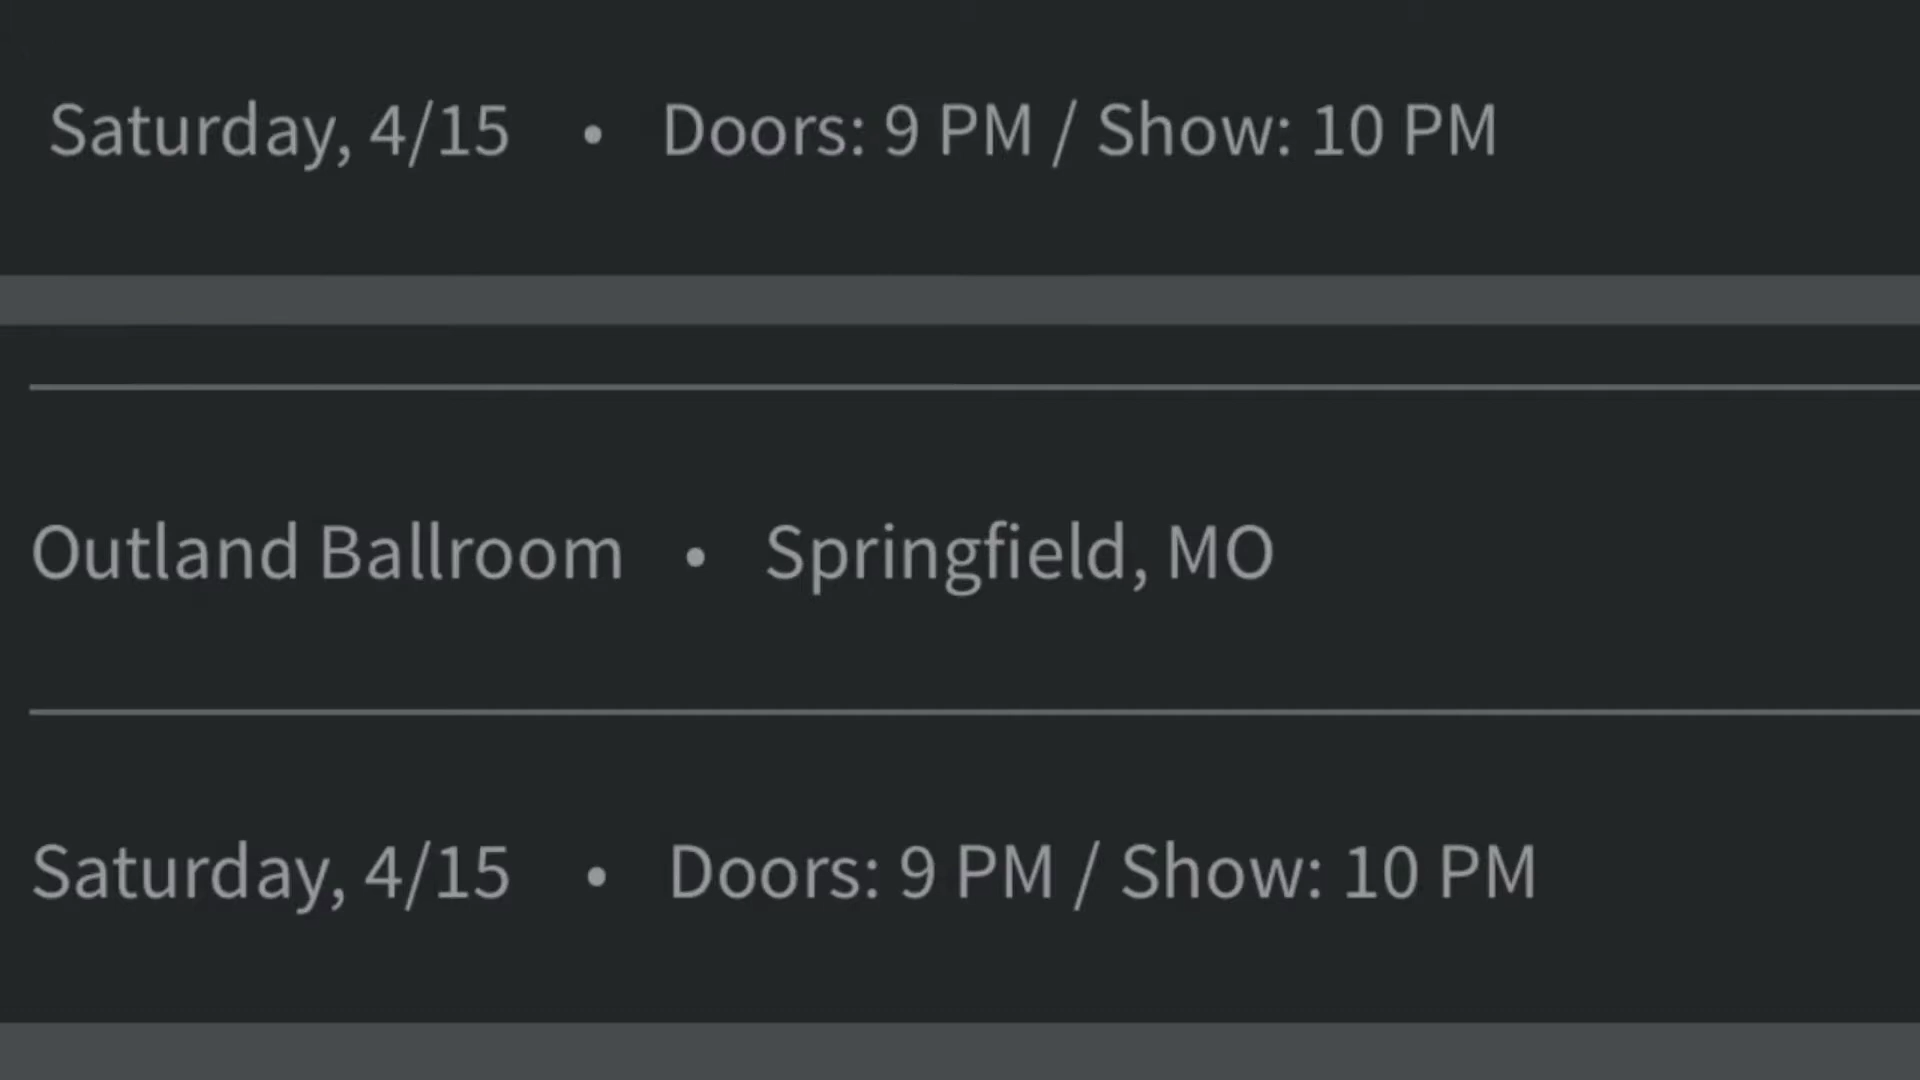 Saturday, 4/15 • Doors: 9 PM / Show: 10 PM
Outland Ballroom • Springfield, MO
Saturday, 4/15 • Doors: 9 PM / Show: 10 PM